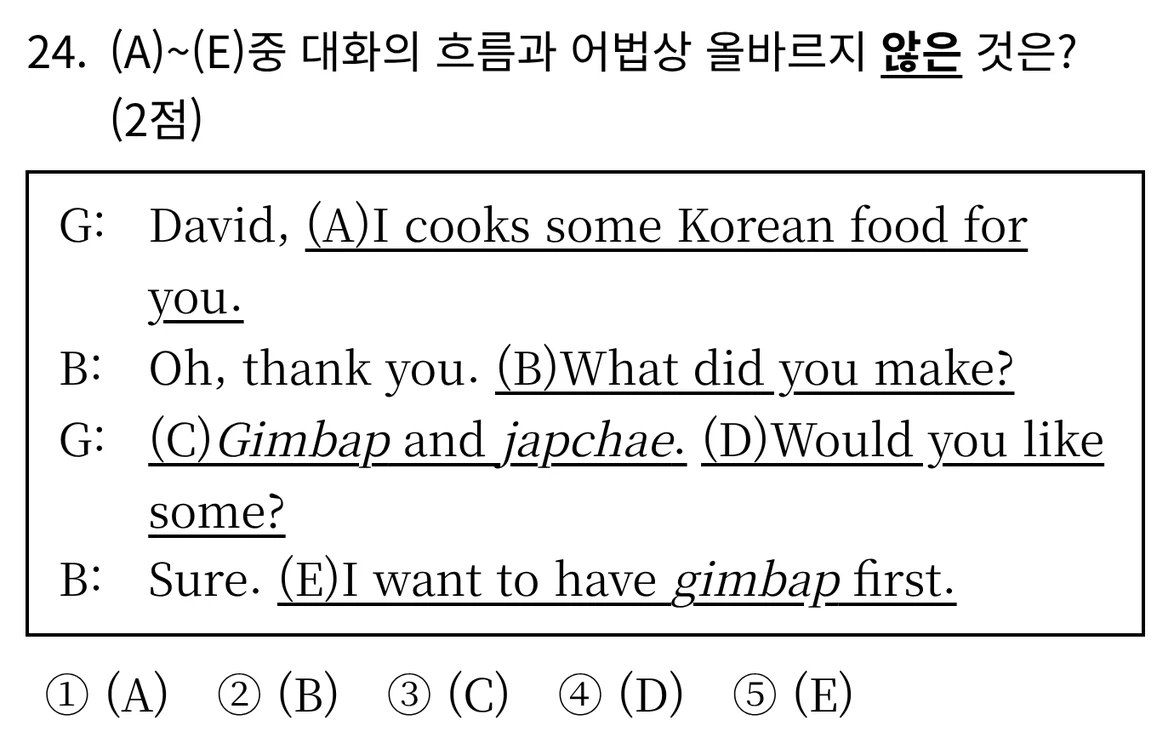 24. (A)~(E)중 대화의 흐름과 어법상 올바르지 않은 것은?
(2점)
G: David, (A)I cooks some Korean food for
you.
B: Oh, thank you. (B)What did you make?
G: (C)Gimbap and japchae. (D)Would you like
some?
B: Sure. (E)I want to have gimbap first.
① (A) ② (B) ③ (C) ④ (D) ⑤ (E)